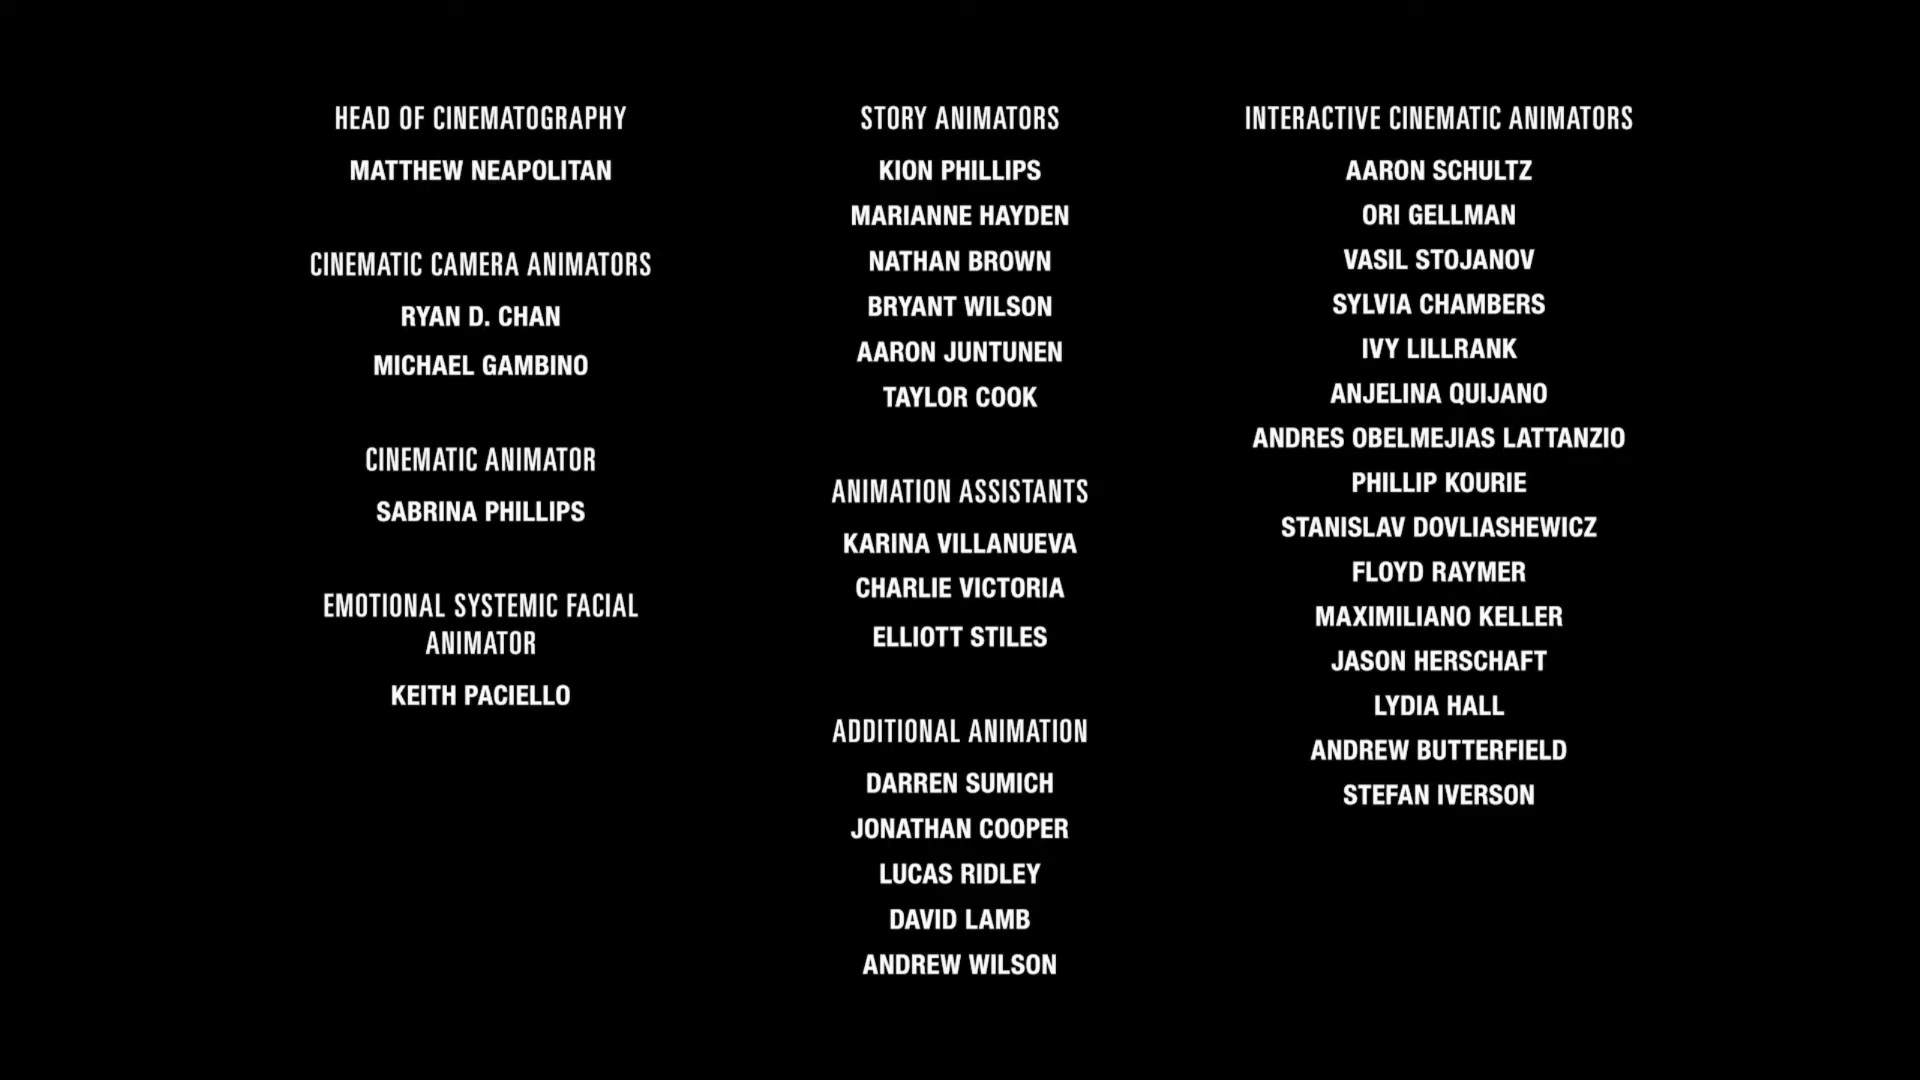 HEAD OF CINEMATOGRAPHY
MATTHEW NEAPOLITAN
CINEMATIC CAMERA ANIMATORS
RYAN D. CHAN
MICHAEL GAMBINO
CINEMATIC ANIMATOR
SABRINA PHILLIPS
EMOTIONAL SYSTEMIC FACIAL
ANIMATOR
KEITH PACIELLO
STORY ANIMATORS
KION PHILLIPS
MARIANNE HAYDEN
NATHAN BROWN
BRYANT WILSON
AARON JUNTUNEN
TAYLOR COOK
ANIMATION ASSISTANTS
KARINA VILLANUEVA
CHARLIE VICTORIA
ELLIOTT STILES
ADDITIONAL ANIMATION
DARREN SUMICH
JONATHAN COOPER
LUCAS RIDLEY
DAVID LAMB
ANDREW WILSON
INTERACTIVE CINEMATIC ANIMATORS
AARON SCHULTZ
ORI GELLMAN
VASIL STOJANOV
SYLVIA CHAMBERS
IVY LILLRANK
ANJELINA QUIJANO
ANDRES OBELMEJIAS LATTANZIO
PHILLIP KOURIE
STANISLAV DOVLIASHEWICZ
FLOYD RAYMER
MAXIMILIANO KELLER
JASON HERSCHAFT
LYDIA HALL
ANDREW BUTTERFIELD
STEFAN IVERSON